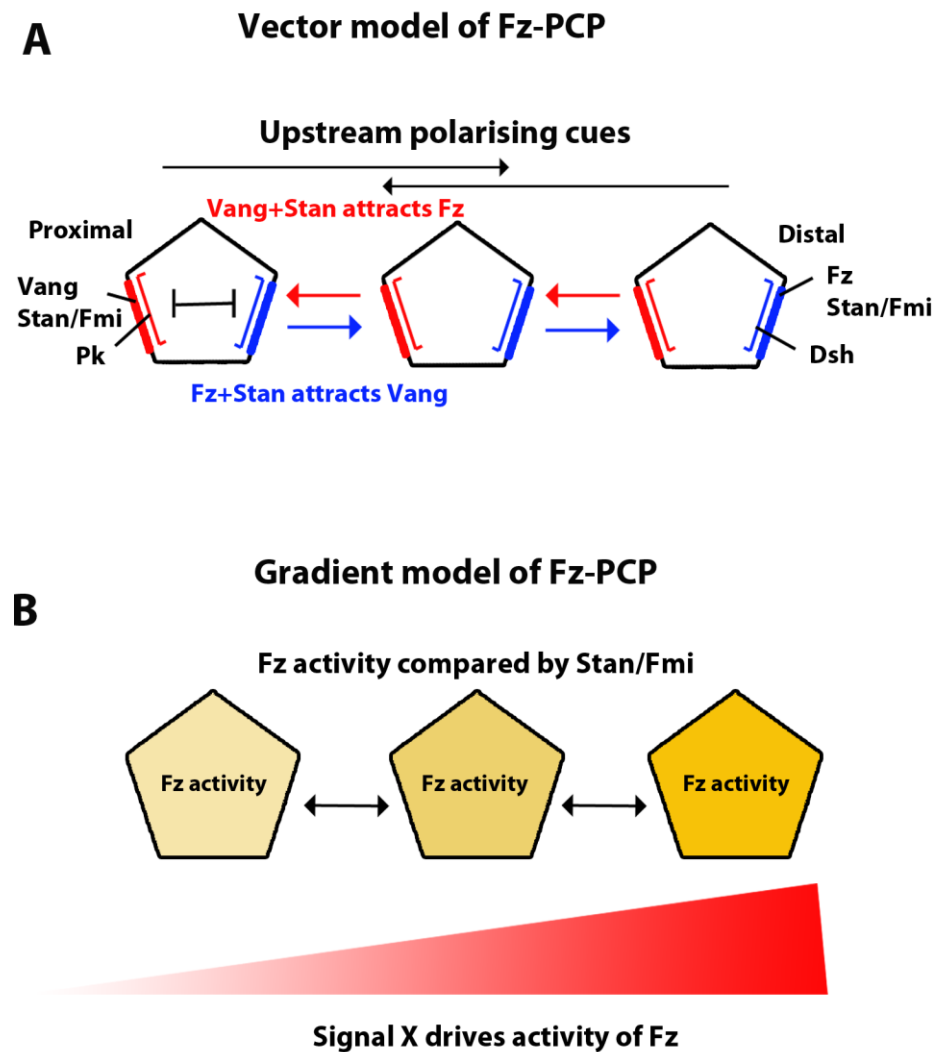 A
Vector model of Fz-PCP
Upstream polarising cues
Vang+Stan attracts Fz
Proximal
Distal
Vang
Stan/Fmi
Pk
Fz
Stan/Fmi
Dsh
Fz+Stan attracts Vang
Gradient model of Fz-PCP
B
Fz activity compared by Stan/Fmi
Fz activity
Fz activity
Fz activity
Signal X drives activity of Fz